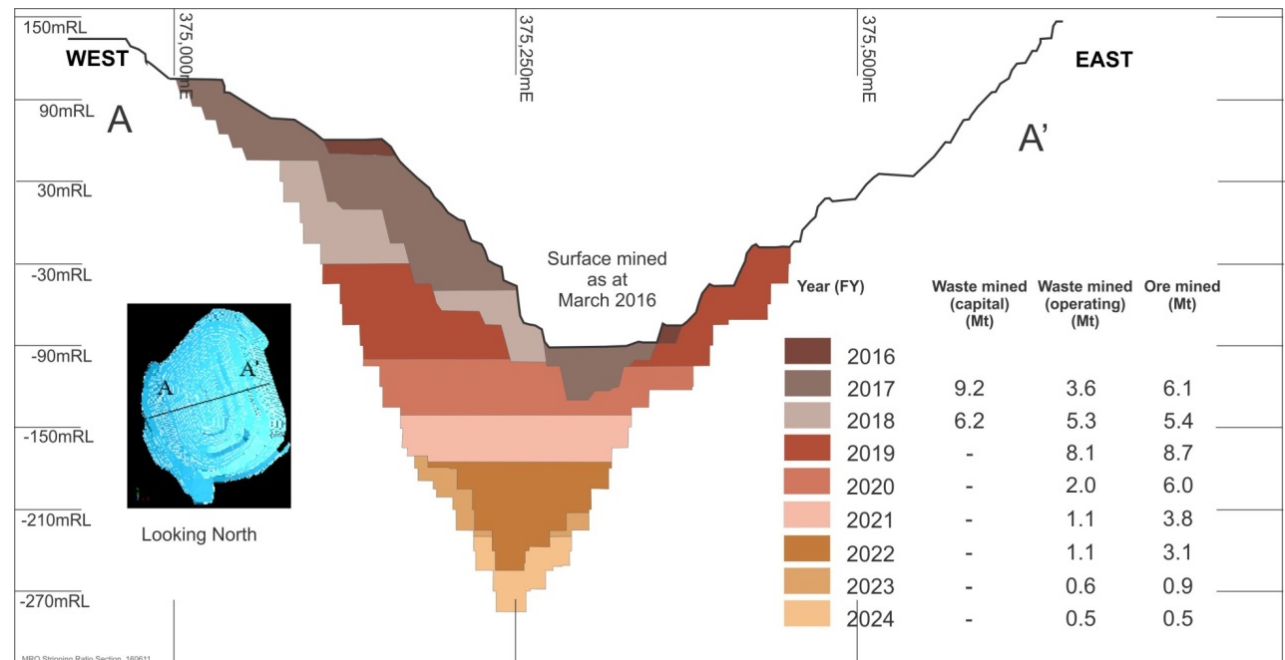 150mRL
375,000mE
375,250mE
375,500mE
WEST
EAST
90mRL
A
A’
30mRL
-30mRL
Surface mined
as at
March 2016
Year (FY)
Waste mined
(capital)
(Mt)
Waste mined
(operating)
(Mt)
Ore mined
(Mt)
A
A’
-90mRL
2016
2017 9.2 3.6 6.1
2018 6.2 5.3 5.4
-150mRL
2019 - 8.1 8.7
2020 - 2.0 6.0
-210mRL
Looking North
2021 - 1.1 3.8
2022 - 1.1 3.1
2023 - 0.6 0.9
-270mRL
2024 - 0.5 0.5
MRO Stripping Ratio Section_160611